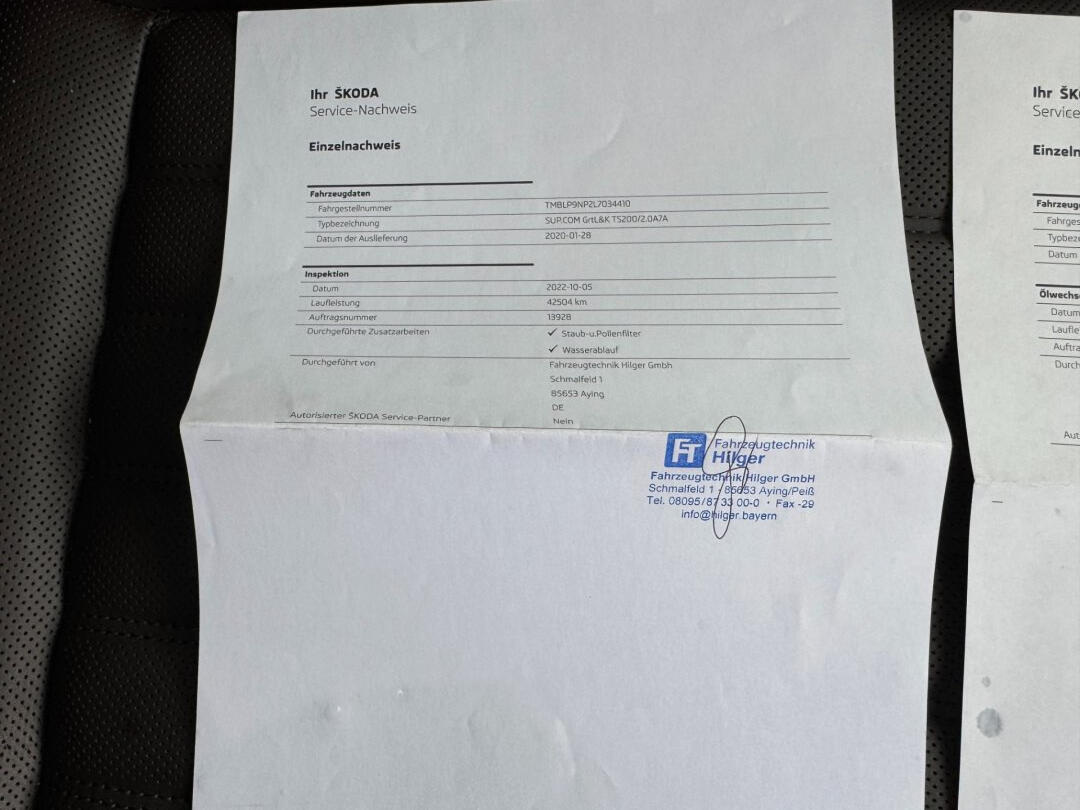 Ihr ŠKODA
Service-Nachweis
Einzelnachweis
Fahrzeugdaten
Fahrgestellnummer TMBLP9NP2L7034410
Typbezeichnung SUP.COM GrtL&K TS200/2.0A7A
Datum der Auslieferung 2020-01-28
Inspektion
Datum 2022-10-05
Laufleistung 42504 km
Auftragsnummer 13928
Durchgeführte Zusatzarbeiten ✓ Staub-u.Pollenfilter
✓ Wasserablauf
Durchgeführt von Fahrzeugtechnik Hilger Gmbh
Schmalfeld 1
85653 Aying
DE
Autorisierter ŠKODA Service-Partner Nein
FT Fahrzeugtechnik
Hilger
Fahrzeugtechnik Hilger GmbH
Schmalfeld 1 - 85653 Aying/Peiß
Tel. 08095/87 33 00-0 · Fax -29
info@hilger.bayern
Ihr ŠK
Service
Einzeln
Fahrzeug
Fahrges
Typbeze
Datum
Ölwechs
Datum
Laufle
Auftra
Durch
Aut